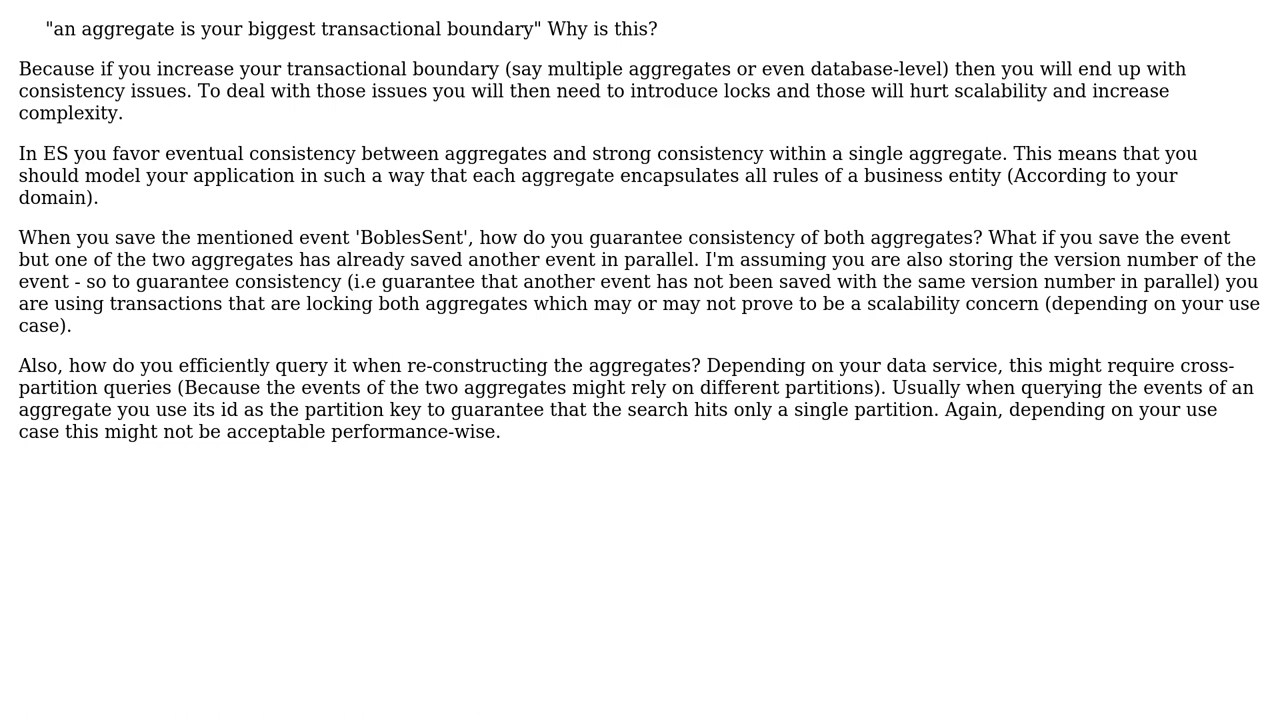 "an aggregate is your biggest transactional boundary" Why is this?
Because if you increase your transactional boundary (say multiple aggregates or even database-level) then you will end up with
consistency issues. To deal with those issues you will then need to introduce locks and those will hurt scalability and increase
complexity.
In ES you favor eventual consistency between aggregates and strong consistency within a single aggregate. This means that you
should model your application in such a way that each aggregate encapsulates all rules of a business entity (According to your
domain).
When you save the mentioned event 'BoblesSent', how do you guarantee consistency of both aggregates? What if you save the event
but one of the two aggregates has already saved another event in parallel. I'm assuming you are also storing the version number of the
event - so to guarantee consistency (i.e guarantee that another event has not been saved with the same version number in parallel) you
are using transactions that are locking both aggregates which may or may not prove to be a scalability concern (depending on your use
case).
Also, how do you efficiently query it when re-constructing the aggregates? Depending on your data service, this might require cross-
partition queries (Because the events of the two aggregates might rely on different partitions). Usually when querying the events of an
aggregate you use its id as the partition key to guarantee that the search hits only a single partition. Again, depending on your use
case this might not be acceptable performance-wise.